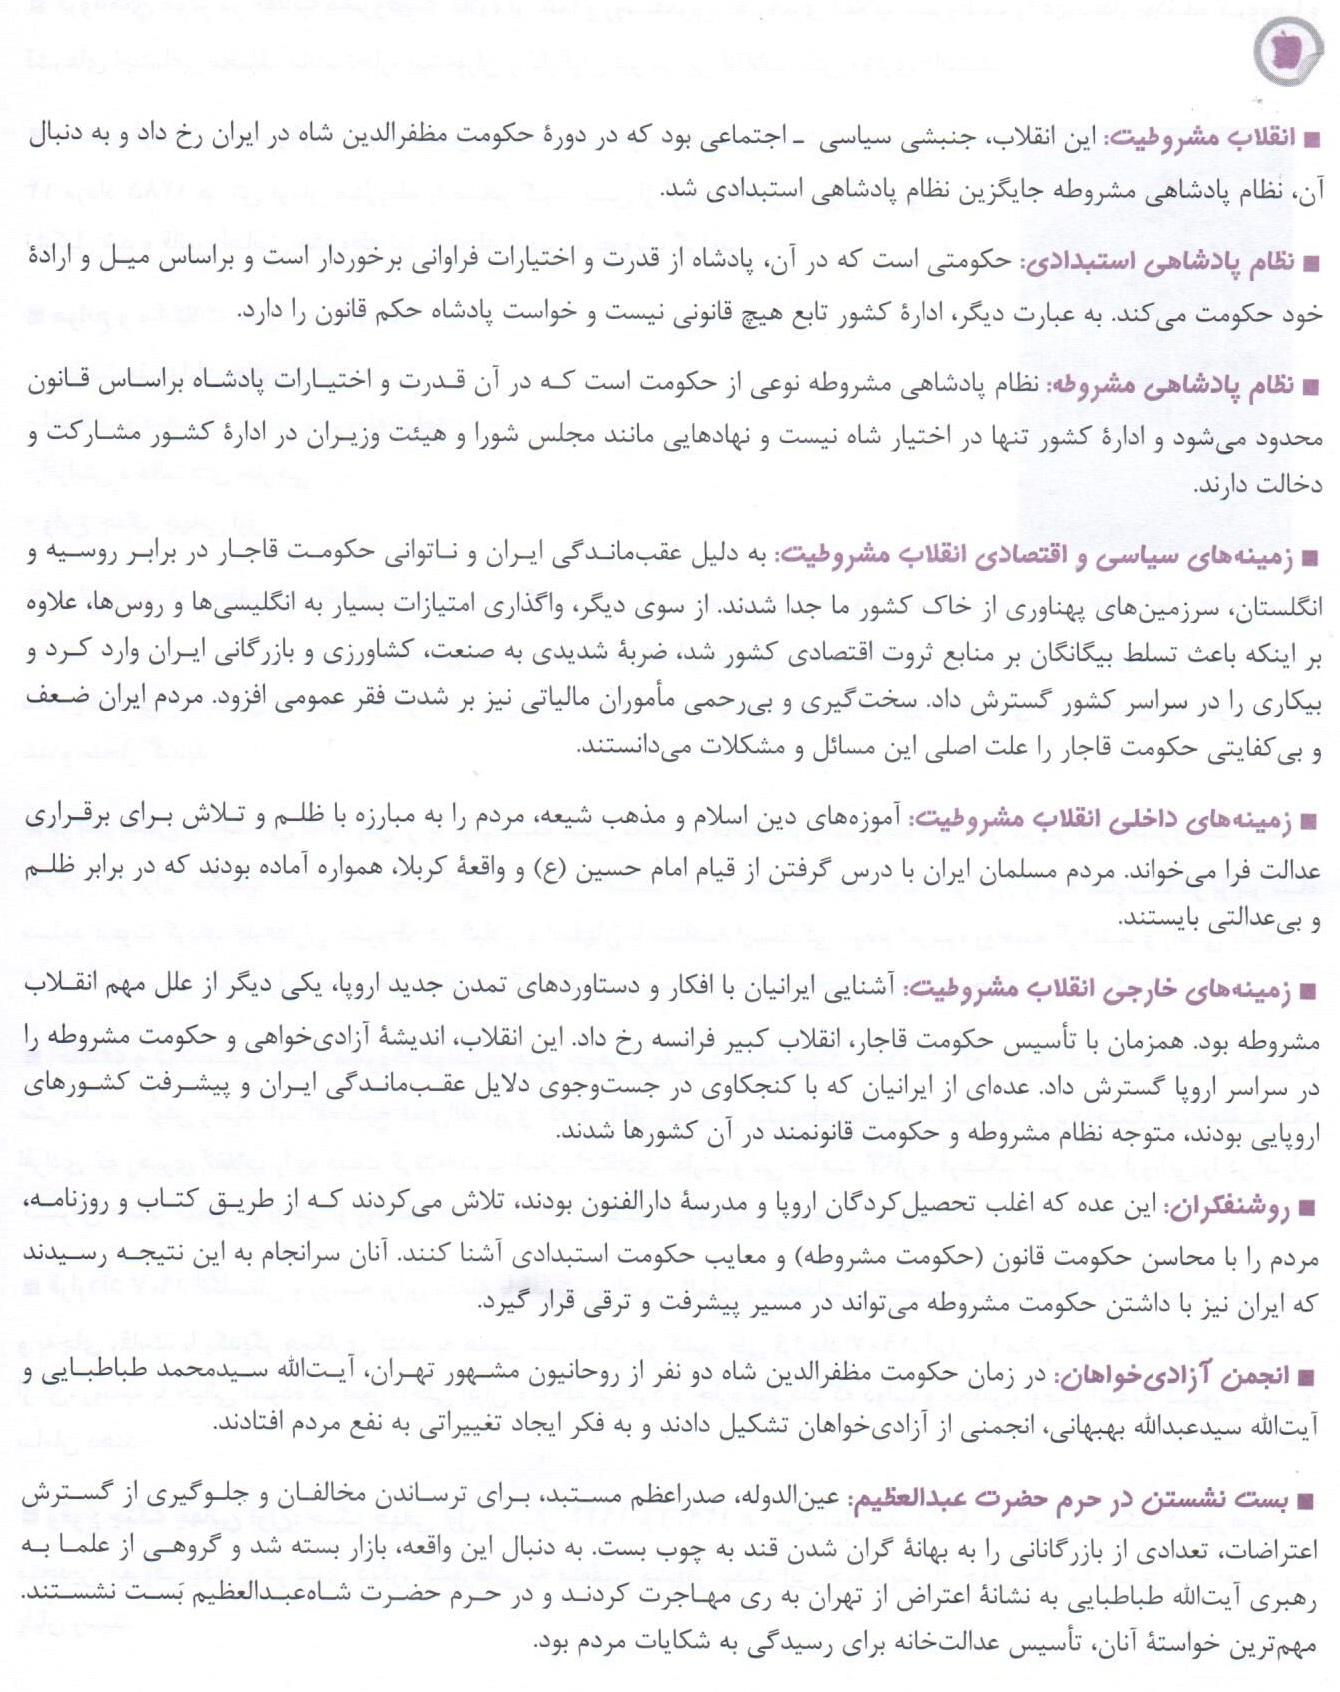 ■ انقلاب مشروطیت: این انقلاب، جنبشی سیاسی ـ اجتماعی بود که در دورهٔ حکومت مظفرالدین شاه در ایران رخ داد و به دنبال
آن، نظام پادشاهی مشروطه جایگزین نظام پادشاهی استبدادی شد.
■ نظام پادشاهی استبدادی: حکومتی است که در آن، پادشاه از قدرت و اختیارات فراوانی برخوردار است و براساس میل و ارادهٔ
خود حکومت می‌کند. به عبارت دیگر، ادارهٔ کشور تابع هیچ قانونی نیست و خواست پادشاه حکم قانون را دارد.
■ نظام پادشاهی مشروطه: نظام پادشاهی مشروطه نوعی از حکومت است که در آن قدرت و اختیارات پادشاه براساس قانون
محدود می‌شود و ادارهٔ کشور تنها در اختیار شاه نیست و نهادهایی مانند مجلس شورا و هیئت وزیران در ادارهٔ کشور مشارکت و
دخالت دارند.
■ زمینه‌های سیاسی و اقتصادی انقلاب مشروطیت: به دلیل عقب‌ماندگی ایران و ناتوانی حکومت قاجار در برابر روسیه و
انگلستان، سرزمین‌های پهناوری از خاک کشور ما جدا شدند. از سوی دیگر، واگذاری امتیازات بسیار به انگلیسی‌ها و روس‌ها، علاوه
بر اینکه باعث تسلط بیگانگان بر منابع ثروت اقتصادی کشور شد، ضربهٔ شدیدی به صنعت، کشاورزی و بازرگانی ایران وارد کرد و
بیکاری را در سراسر کشور گسترش داد. سخت‌گیری و بی‌رحمی مأموران مالیاتی نیز بر شدت فقر عمومی افزود. مردم ایران ضعف
و بی‌کفایتی حکومت قاجار را علت اصلی این مسائل و مشکلات می‌دانستند.
■ زمینه‌های داخلی انقلاب مشروطیت: آموزه‌های دین اسلام و مذهب شیعه، مردم را به مبارزه با ظلم و تلاش برای برقراری
عدالت فرا می‌خواند. مردم مسلمان ایران با درس گرفتن از قیام امام حسین (ع) و واقعهٔ کربلا، همواره آماده بودند که در برابر ظلم
و بی‌عدالتی بایستند.
■ زمینه‌های خارجی انقلاب مشروطیت: آشنایی ایرانیان با افکار و دستاوردهای تمدن جدید اروپا، یکی دیگر از علل مهم انقلاب
مشروطه بود. همزمان با تأسیس حکومت قاجار، انقلاب کبیر فرانسه رخ داد. این انقلاب، اندیشهٔ آزادی‌خواهی و حکومت مشروطه را
در سراسر اروپا گسترش داد. عده‌ای از ایرانیان که با کنجکاوی در جست‌وجوی دلایل عقب‌ماندگی ایران و پیشرفت کشورهای
اروپایی بودند، متوجه نظام مشروطه و حکومت قانونمند در آن کشورها شدند.
■ روشنفکران: این عده که اغلب تحصیل‌کردگان اروپا و مدرسهٔ دارالفنون بودند، تلاش می‌کردند که از طریق کتاب و روزنامه،
مردم را با محاسن حکومت قانون (حکومت مشروطه) و معایب حکومت استبدادی آشنا کنند. آنان سرانجام به این نتیجه رسیدند
که ایران نیز با داشتن حکومت مشروطه می‌تواند در مسیر پیشرفت و ترقی قرار گیرد.
■ انجمن آزادی‌خواهان: در زمان حکومت مظفرالدین شاه دو نفر از روحانیون مشهور تهران، آیت‌الله سیدمحمد طباطبایی و
آیت‌الله سیدعبدالله بهبهانی، انجمنی از آزادی‌خواهان تشکیل دادند و به فکر ایجاد تغییراتی به نفع مردم افتادند.
■ بست نشستن در حرم حضرت عبدالعظیم: عین‌الدوله، صدراعظم مستبد، برای ترساندن مخالفان و جلوگیری از گسترش
اعتراضات، تعدادی از بازرگانانی را به بهانهٔ گران شدن قند به چوب بست. به دنبال این واقعه، بازار بسته شد و گروهی از علما به
رهبری آیت‌الله طباطبایی به نشانهٔ اعتراض از تهران به ری مهاجرت کردند و در حرم حضرت شاه‌عبدالعظیم بَست نشستند.
مهم‌ترین خواستهٔ آنان، تأسیس عدالت‌خانه برای رسیدگی به شکایات مردم بود.